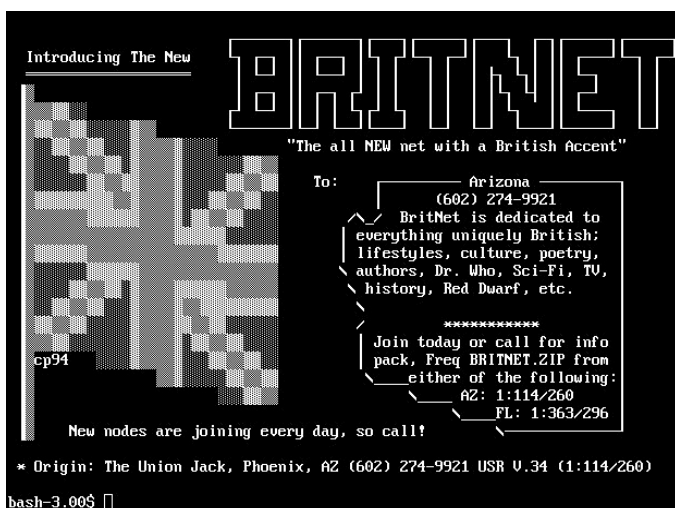 Introducing The New
BRITNET
"The all NEW net with a British Accent"
To:
Arizona
(602) 274-9921
BritNet is dedicated to
everything uniquely British;
lifestyles, culture, poetry,
authors, Dr. Who, Sci-Fi, TV,
history, Red Dwarf, etc.
***********
Join today or call for info
pack, Freq BRITNET.ZIP from
either of the following:
AZ: 1:114/260
FL: 1:363/296
cp94
New nodes are joining every day, so call!
* Origin: The Union Jack, Phoenix, AZ (602) 274-9921 USR V.34 (1:114/260)
bash-3.00$